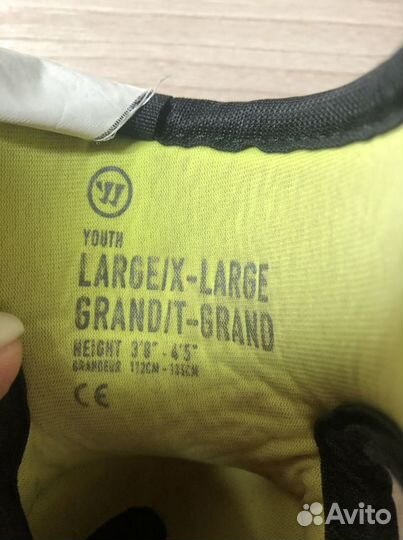 YOUTH
LARGE/X-LARGE
GRAND/T-GRAND
HEIGHT 3'8" - 4'5"
GRANDEUR 112CM - 135CM
CE
Avito